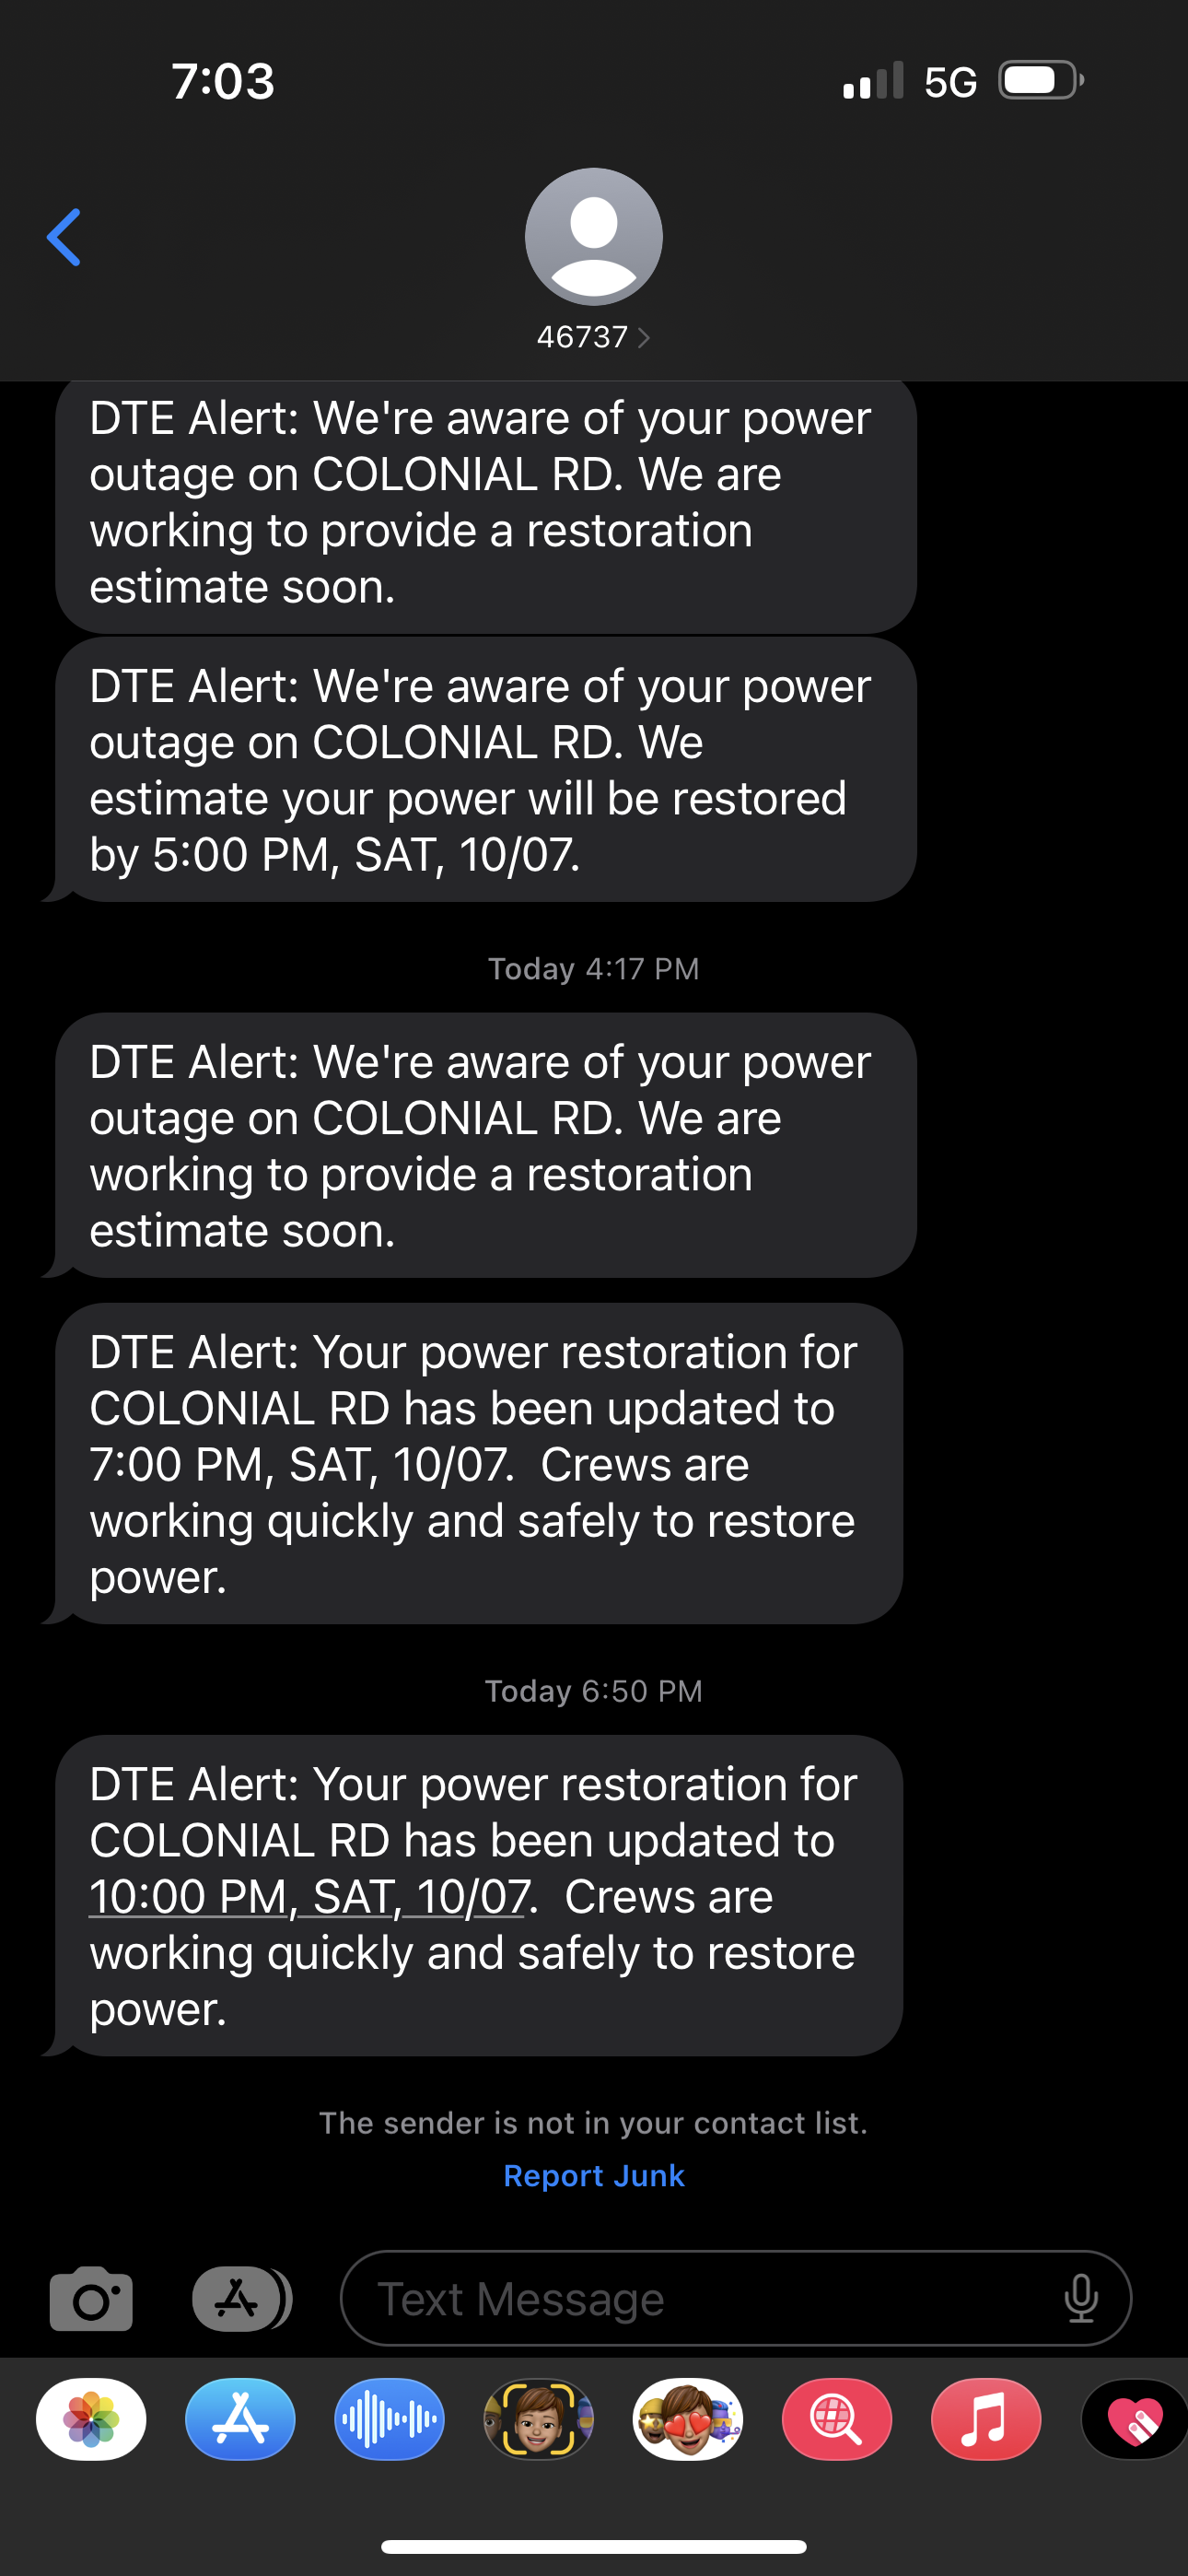 7:03
5G
46737
DTE Alert: We're aware of your power
outage on COLONIAL RD. We are
working to provide a restoration
estimate soon.
DTE Alert: We're aware of your power
outage on COLONIAL RD. We
estimate your power will be restored
by 5:00 PM, SAT, 10/07.
Today 4:17 PM
DTE Alert: We're aware of your power
outage on COLONIAL RD. We are
working to provide a restoration
estimate soon.
DTE Alert: Your power restoration for
COLONIAL RD has been updated to
7:00 PM, SAT, 10/07.  Crews are
working quickly and safely to restore
power.
Today 6:50 PM
DTE Alert: Your power restoration for
COLONIAL RD has been updated to
10:00 PM, SAT, 10/07.  Crews are
working quickly and safely to restore
power.
The sender is not in your contact list.
Report Junk
Text Message